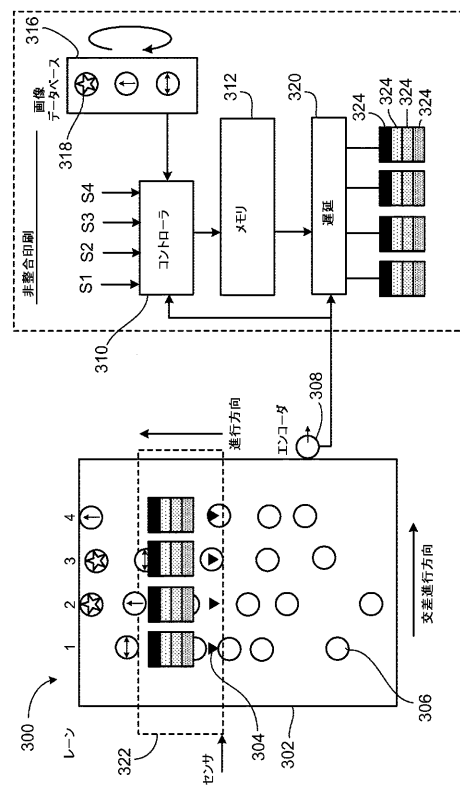 300
レーン
1
2
3
4
322
センサ
304
302
306
進行方向
交差進行方向
エンコーダ
308
非整合印刷
S1
S2
S3
S4
310
コントローラ
画像
データベース
316
318
メモリ
312
遅延
320
324
324
324
324